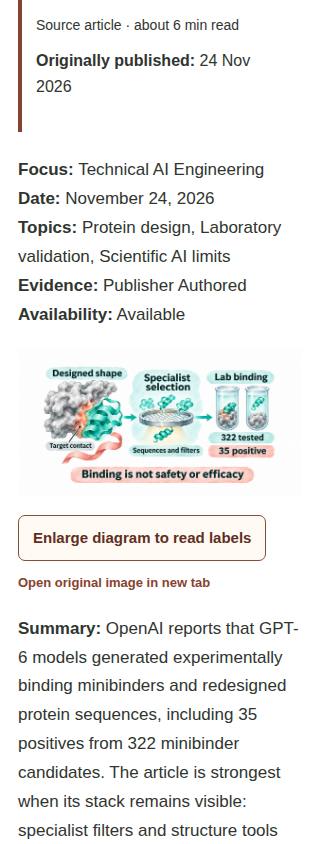 Source article · about 6 min read
Originally published: 24 Nov
2026
Focus: Technical AI Engineering
Date: November 24, 2026
Topics: Protein design, Laboratory
validation, Scientific AI limits
Evidence: Publisher Authored
Availability: Available
Designed shape
Target contact
Specialist
selection
Sequences and filters
Lab binding
322 tested
35 positive
Binding is not safety or efficacy
Enlarge diagram to read labels
Open original image in new tab
Summary: OpenAI reports that GPT-
6 models generated experimentally
binding minibinders and redesigned
protein sequences, including 35
positives from 322 minibinder
candidates. The article is strongest
when its stack remains visible:
specialist filters and structure tools